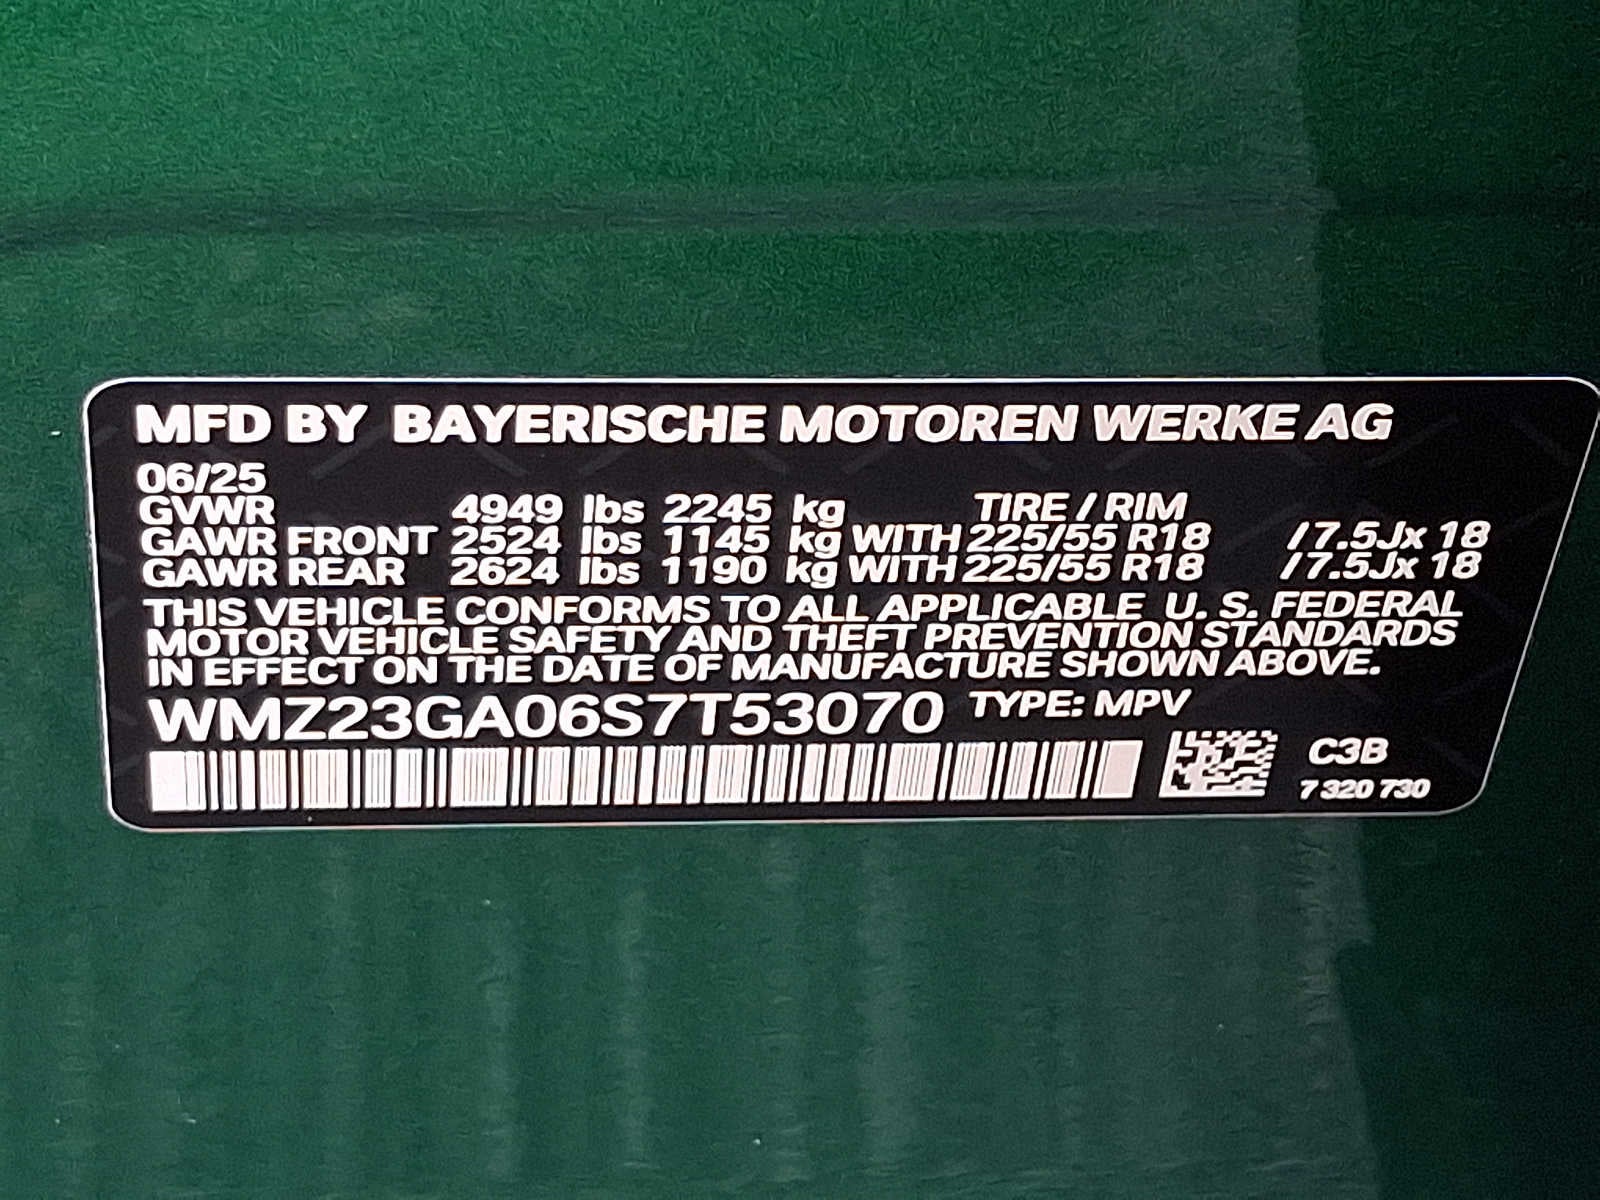 MFD BY BAYERISCHE MOTOREN WERKE AG
06/25
GVWR 4949 lbs 2245 kg TIRE / RIM
GAWR FRONT 2524 lbs 1145 kg WITH 225/55 R18 / 7.5Jx 18
GAWR REAR 2624 lbs 1190 kg WITH 225/55 R18 / 7.5Jx 18
THIS VEHICLE CONFORMS TO ALL APPLICABLE U. S. FEDERAL
MOTOR VEHICLE SAFETY AND THEFT PREVENTION STANDARDS
IN EFFECT ON THE DATE OF MANUFACTURE SHOWN ABOVE.
WMZ23GA06S7T53070 TYPE: MPV
C3B
7 320 730